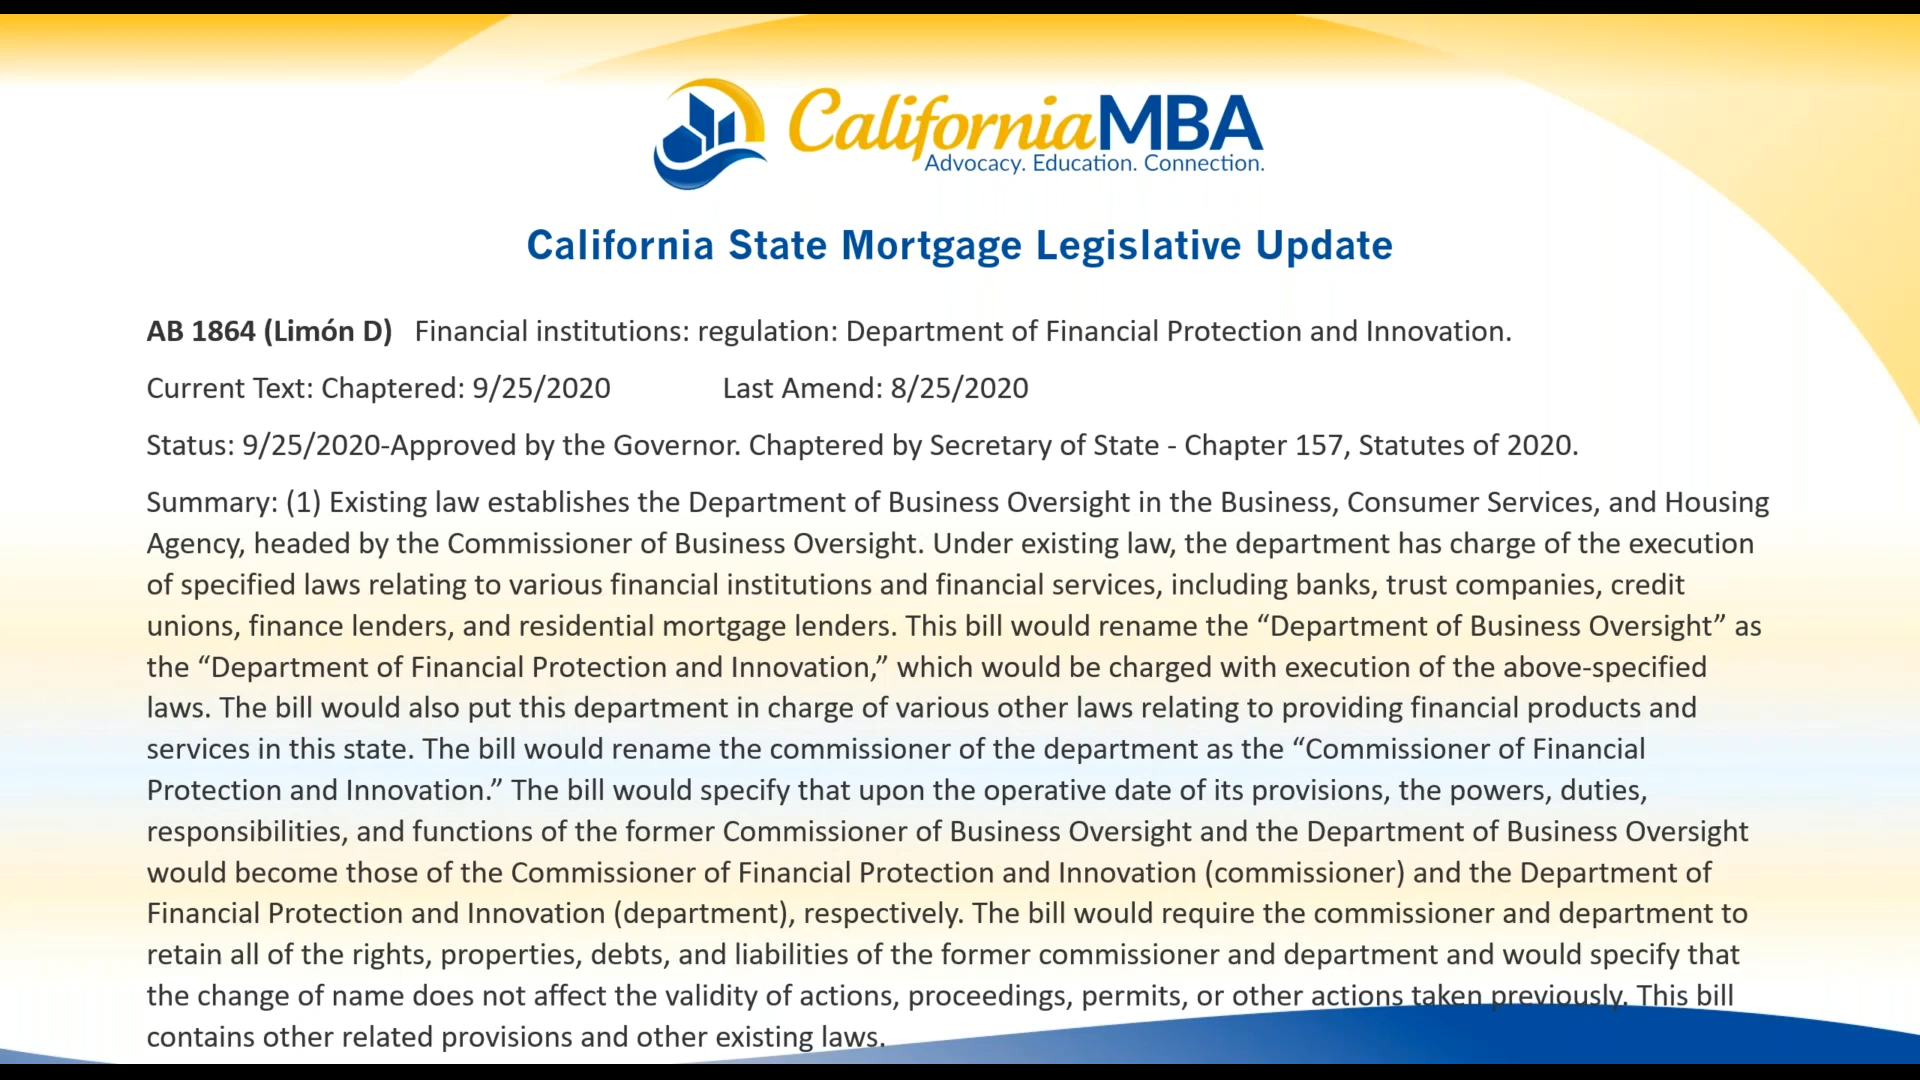 CaliforniaMBA
Advocacy. Education. Connection.
California State Mortgage Legislative Update
AB 1864 (Limón D) Financial institutions: regulation: Department of Financial Protection and Innovation.
Current Text: Chaptered: 9/25/2020 Last Amend: 8/25/2020
Status: 9/25/2020-Approved by the Governor. Chaptered by Secretary of State - Chapter 157, Statutes of 2020.
Summary: (1) Existing law establishes the Department of Business Oversight in the Business, Consumer Services, and Housing
Agency, headed by the Commissioner of Business Oversight. Under existing law, the department has charge of the execution
of specified laws relating to various financial institutions and financial services, including banks, trust companies, credit
unions, finance lenders, and residential mortgage lenders. This bill would rename the “Department of Business Oversight” as
the “Department of Financial Protection and Innovation,” which would be charged with execution of the above-specified
laws. The bill would also put this department in charge of various other laws relating to providing financial products and
services in this state. The bill would rename the commissioner of the department as the “Commissioner of Financial
Protection and Innovation.” The bill would specify that upon the operative date of its provisions, the powers, duties,
responsibilities, and functions of the former Commissioner of Business Oversight and the Department of Business Oversight
would become those of the Commissioner of Financial Protection and Innovation (commissioner) and the Department of
Financial Protection and Innovation (department), respectively. The bill would require the commissioner and department to
retain all of the rights, properties, debts, and liabilities of the former commissioner and department and would specify that
the change of name does not affect the validity of actions, proceedings, permits, or other actions taken previously. This bill
contains other related provisions and other existing laws.